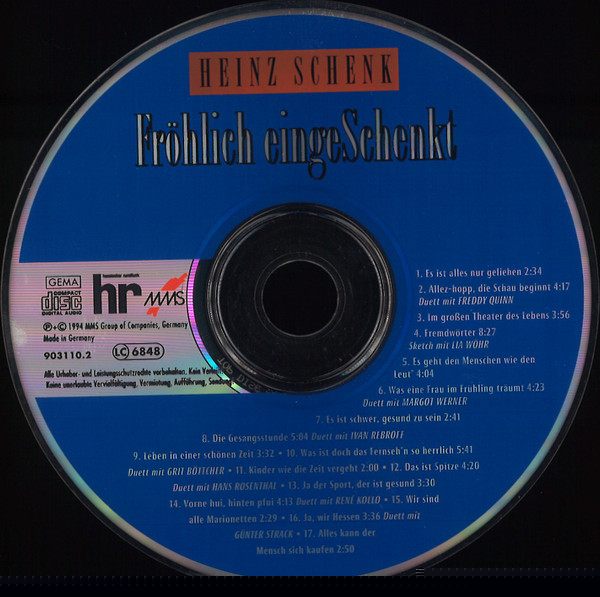 HEINZ SCHENK
Fröhlich eingeSchenkt
GEMA
COMPACT
disc
DIGITAL AUDIO
hessischer rundfunk
hr
MMS
℗+© 1994 MMS Group of Companies, Germany
Made in Germany
903110.2
LC 6848
Alle Urheber- und Leistungsschutzrechte vorbehalten. Kein
Keine unerlaubte Vervielfältigung, Vermietung, Aufführung, Sendung
1. Es ist alles nur geliehen 2:34
2. Allez-hopp, die Schau beginnt 4:17
Duett mit FREDDY QUINN
3. Im großen Theater des Lebens 3:56
4. Fremdwörter 8:27
Sketch mit LIA WÖHR
5. Es geht den Menschen wie den
Leut' 4:04
6. Was eine Frau im Frühling träumt 4:23
Duett mit MARGOT WERNER
7. Es ist schwer, gesund zu sein 2:41
8. Die Gesangsstunde 5:04 Duett mit IVAN REBROFF
9. Leben in einer schönen Zeit 3:32 • 10. Was ist doch das Fernseh'n so herrlich 5:41
Duett mit GRIT BÖTTCHER • 11. Kinder wie die Zeit vergeht 2:00 • 12. Das ist Spitze 4:20
Duett mit HANS ROSENTHAL • 13. Ja der Sport, der ist gesund 3:30
14. Vorne hui, hinten pfui 4:13 Duett mit RENÉ KOLLO • 15. Wir sind
alle Marionetten 2:29 • 16. Ja, wir Hessen 3:36 Duett mit
GÜNTER STRACK • 17. Alles kann der
Mensch sich kaufen 2:50